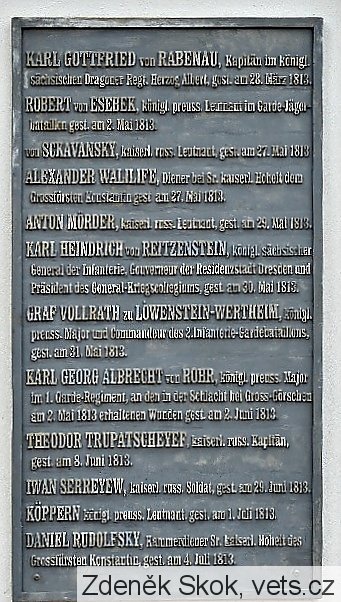 KARL GOTTFRIED von RABENAU, Kapitän im königl.
sächsischen Dragoner Regi. Herzog Albert, gest. am 28. März 1813.
ROBERT von ESEBEK, königl. preuss. Leutnant im Garde-Jäger-
bataillon gest. am 2. Mai 1813.
von SCKAVANSKY, kaiserl. russ. Leutnant, gest. am 27. Mai 1813
ALEXANDER WALILIFE, Diener bei Sr. kaiserl. Hoheit dem
Grossfürsten Konstantin gest. am 27. Mai 1813.
ANTON MÖRDER, kaiserl. russ. Leutnant, gest. am 29. Mai 1813.
KARL HEINDRICH von REITZENSTEIN, königl. sächsischer
General der Infanterie, Gouverneur der Residenzstadt Dresden und
Präsident des General-Kriegscollegiums, gest. am 30. Mai 1813.
GRAF VOLLRATH zu LÖWENSTEIN-WERTHEIM, königl.
preuss. Major und Commandeur des 2. Infanterie-Gardebataillons,
gest. am 31. Mai 1813.
KARL GEORG ALBRECHT von ROHR, königl. preuss. Major
im 1. Garde-Regiment, an den in der Schlacht bei Gross-Görschen
am 2. Mai 1813 erhaltenen Wunden gest. am 2. Juni 1813.
THEODOR TRUPATSCHEYEF, kaiserl. russ. Kapitän,
gest. am 8. Juni 1813.
IWAN SERREYEW, kaiserl. russ. Soldat, gest. am 29. Juni 1813.
KÖPPERN königl. preuss. Leutnant, gest. am 1. Juli 1813.
DANIEL RUDOLFSKY, Kammerdiener Sr. kaiserl. Hoheit des
Grossfürsten Konstantin, gest. am 4. Juli 1813.
Zdeněk Skok, vets.cz